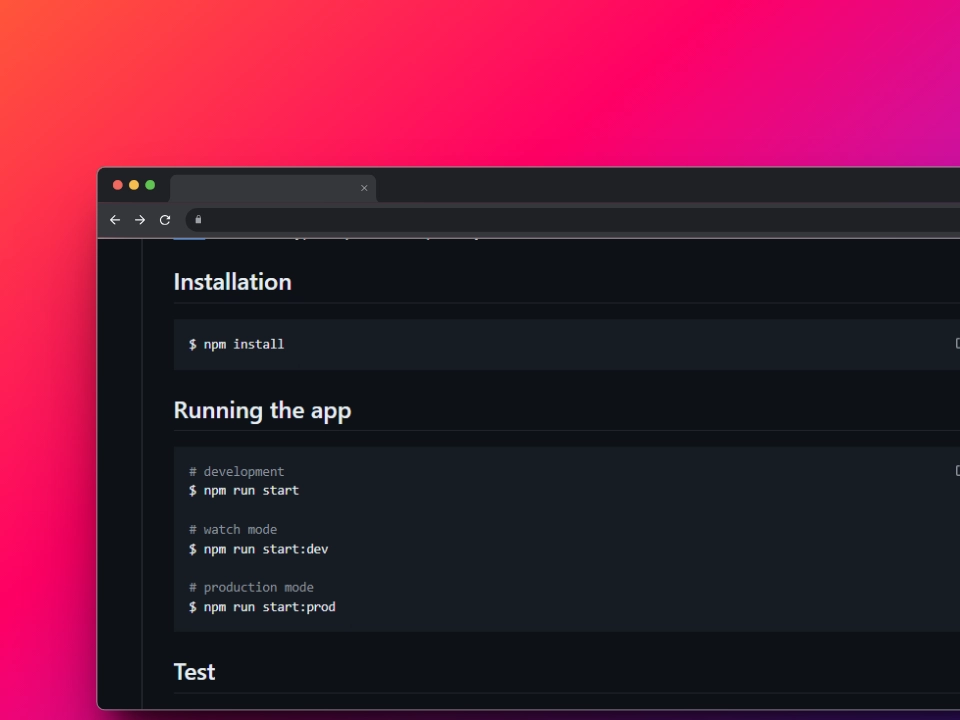 Installation
$ npm install
Running the app
# development
$ npm run start
# watch mode
$ npm run start:dev
# production mode
$ npm run start:prod
Test